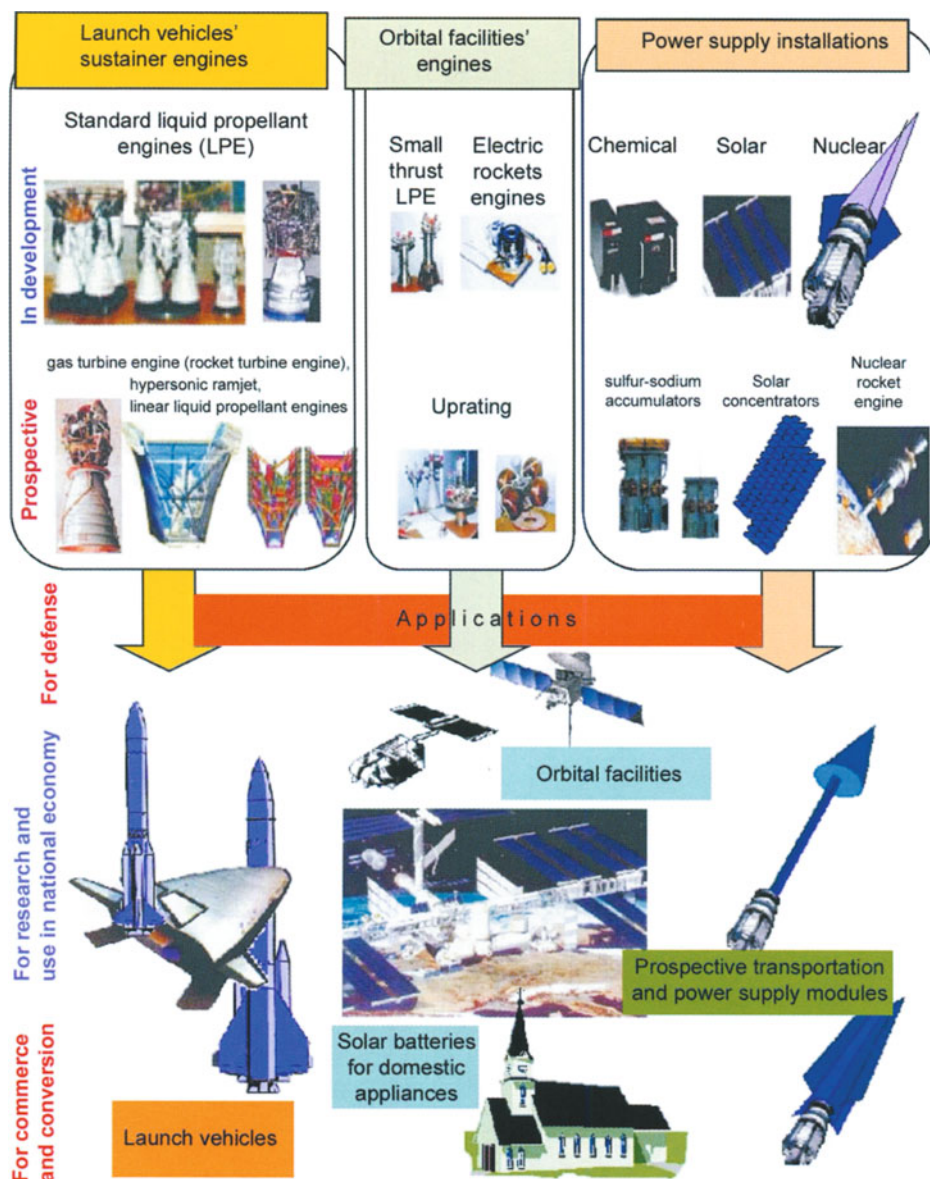 Launch vehicles'
sustainer engines
Orbital facilities'
engines
Power supply installations
In development
Standard liquid propellant
engines (LPE)
Small
thrust
LPE
Electric
rockets
engines
Chemical
Solar
Nuclear
Prospective
gas turbine engine (rocket turbine engine),
hypersonic ramjet,
linear liquid propellant engines
Uprating
sulfur-sodium
accumulators
Solar
concentrators
Nuclear
rocket
engine
Applications
For defense
For research and
use in national economy
For commerce
and conversion
Orbital facilities
Prospective transportation
and power supply modules
Solar batteries
for domestic
appliances
Launch vehicles